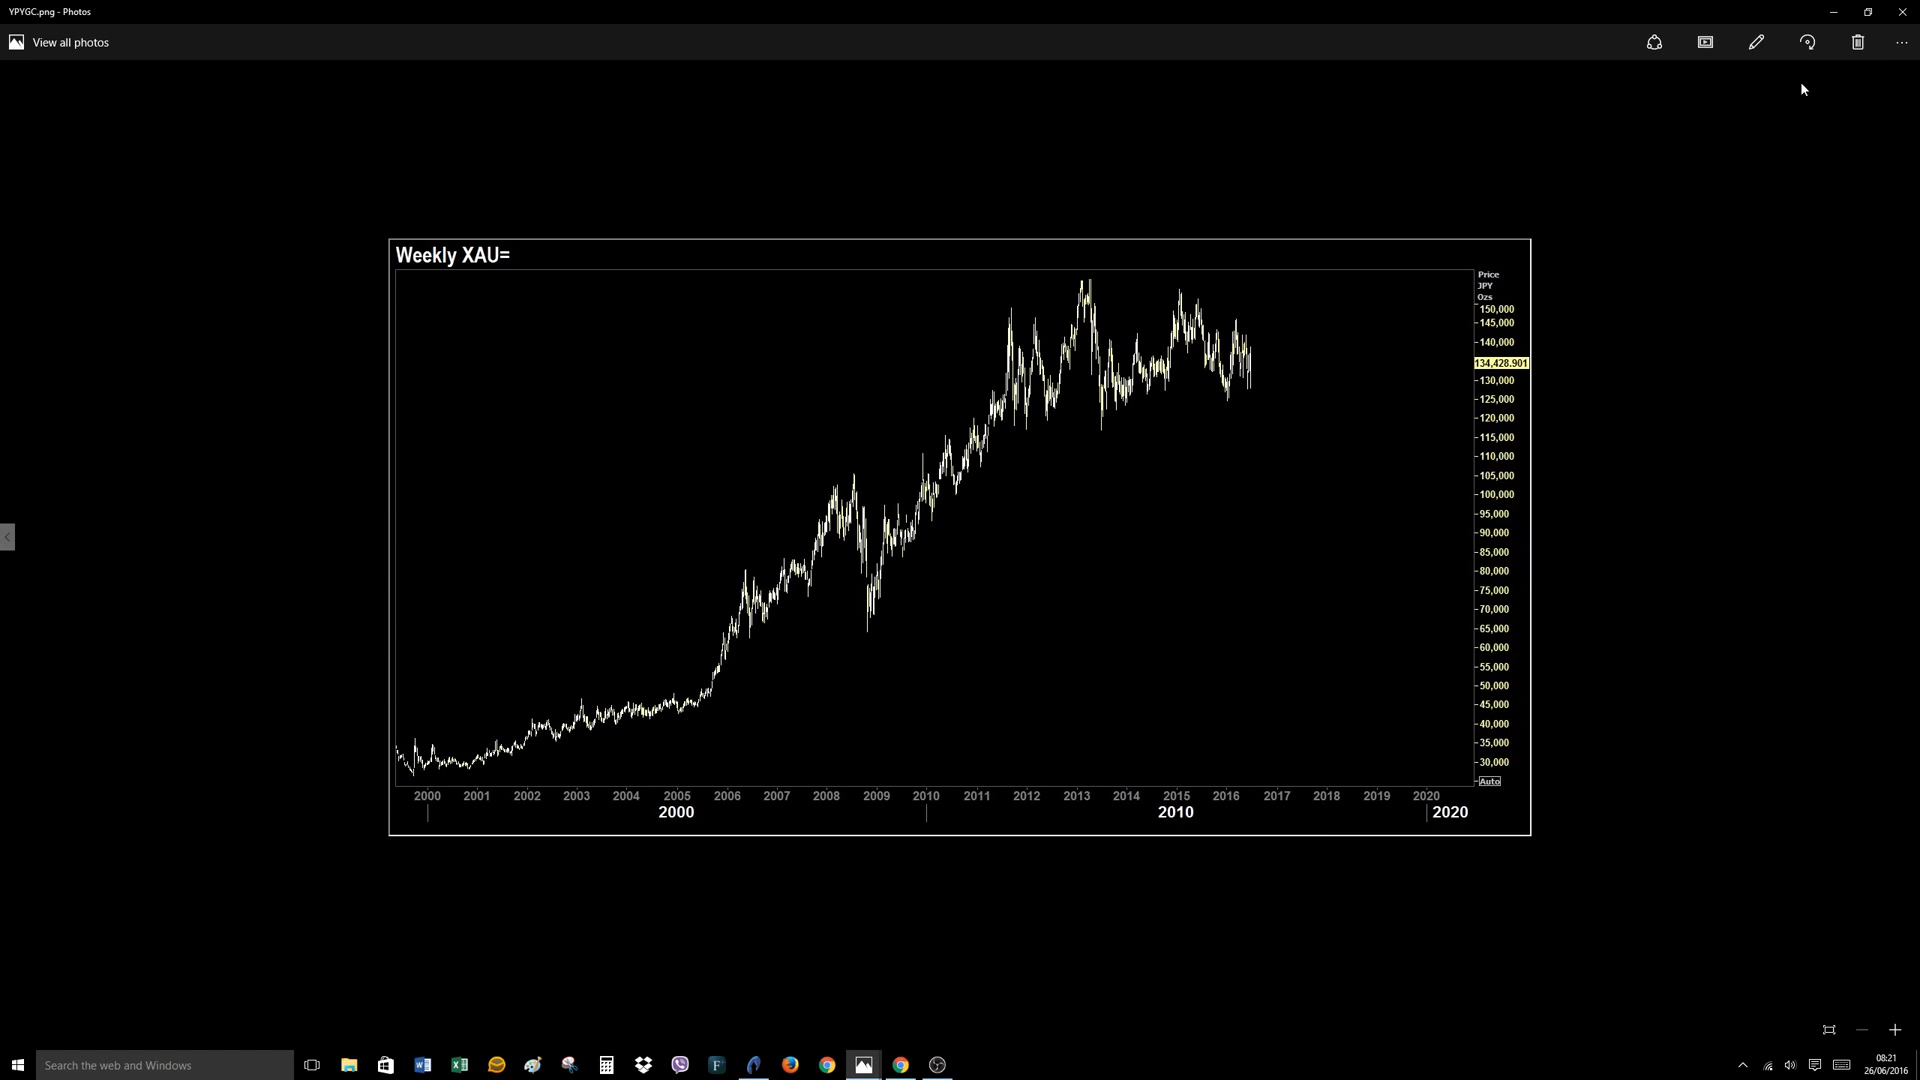 YPYGC.png - Photos
View all photos
Weekly XAU=
Price
JPY
Ozs
150,000
145,000
140,000
134,428.901
130,000
125,000
120,000
115,000
110,000
105,000
100,000
95,000
90,000
85,000
80,000
75,000
70,000
65,000
60,000
55,000
50,000
45,000
40,000
35,000
30,000
Auto
2000 2001 2002 2003 2004 2005 2006 2007 2008 2009 2010 2011 2012 2013 2014 2015 2016 2017 2018 2019 2020
2000 2010 2020
Search the web and Windows
08:21
26/06/2016